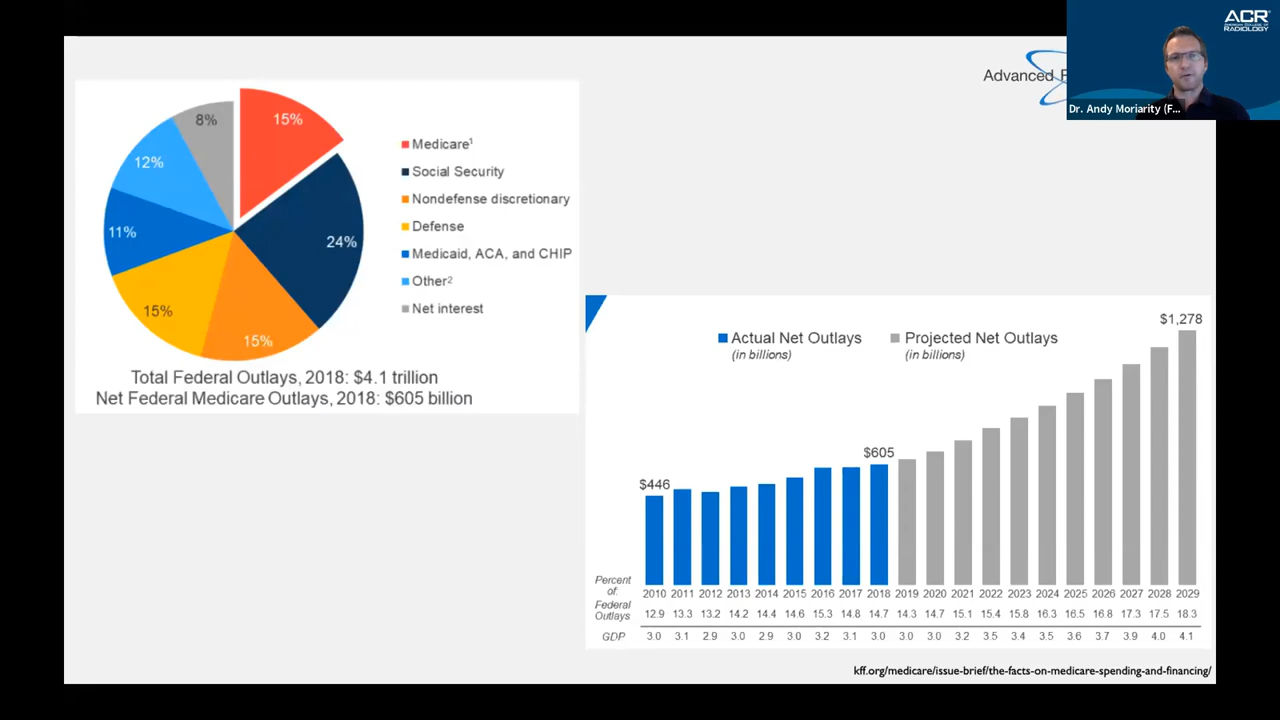 ACR®
AMERICAN COLLEGE OF
RADIOLOGY
Dr. Andy Moriarity (F...
Advanced
15%
24%
15%
15%
11%
12%
8%
Medicare¹
Social Security
Nondefense discretionary
Defense
Medicaid, ACA, and CHIP
Other²
Net interest
Total Federal Outlays, 2018: $4.1 trillion
Net Federal Medicare Outlays, 2018: $605 billion
Actual Net Outlays
(in billions)
Projected Net Outlays
(in billions)
$446
$605
$1,278
Percent
of:
2010 2011 2012 2013 2014 2015 2016 2017 2018 2019 2020 2021 2022 2023 2024 2025 2026 2027 2028 2029
Federal
Outlays
12.9 13.3 13.2 14.2 14.4 14.6 15.3 14.8 14.7 14.3 14.7 15.1 15.4 15.8 16.3 16.5 16.8 17.3 17.5 18.3
GDP 3.0 3.1 2.9 3.0 2.9 3.0 3.2 3.1 3.0 3.0 3.0 3.2 3.5 3.4 3.5 3.6 3.7 3.9 4.0 4.1
kff.org/medicare/issue-brief/the-facts-on-medicare-spending-and-financing/